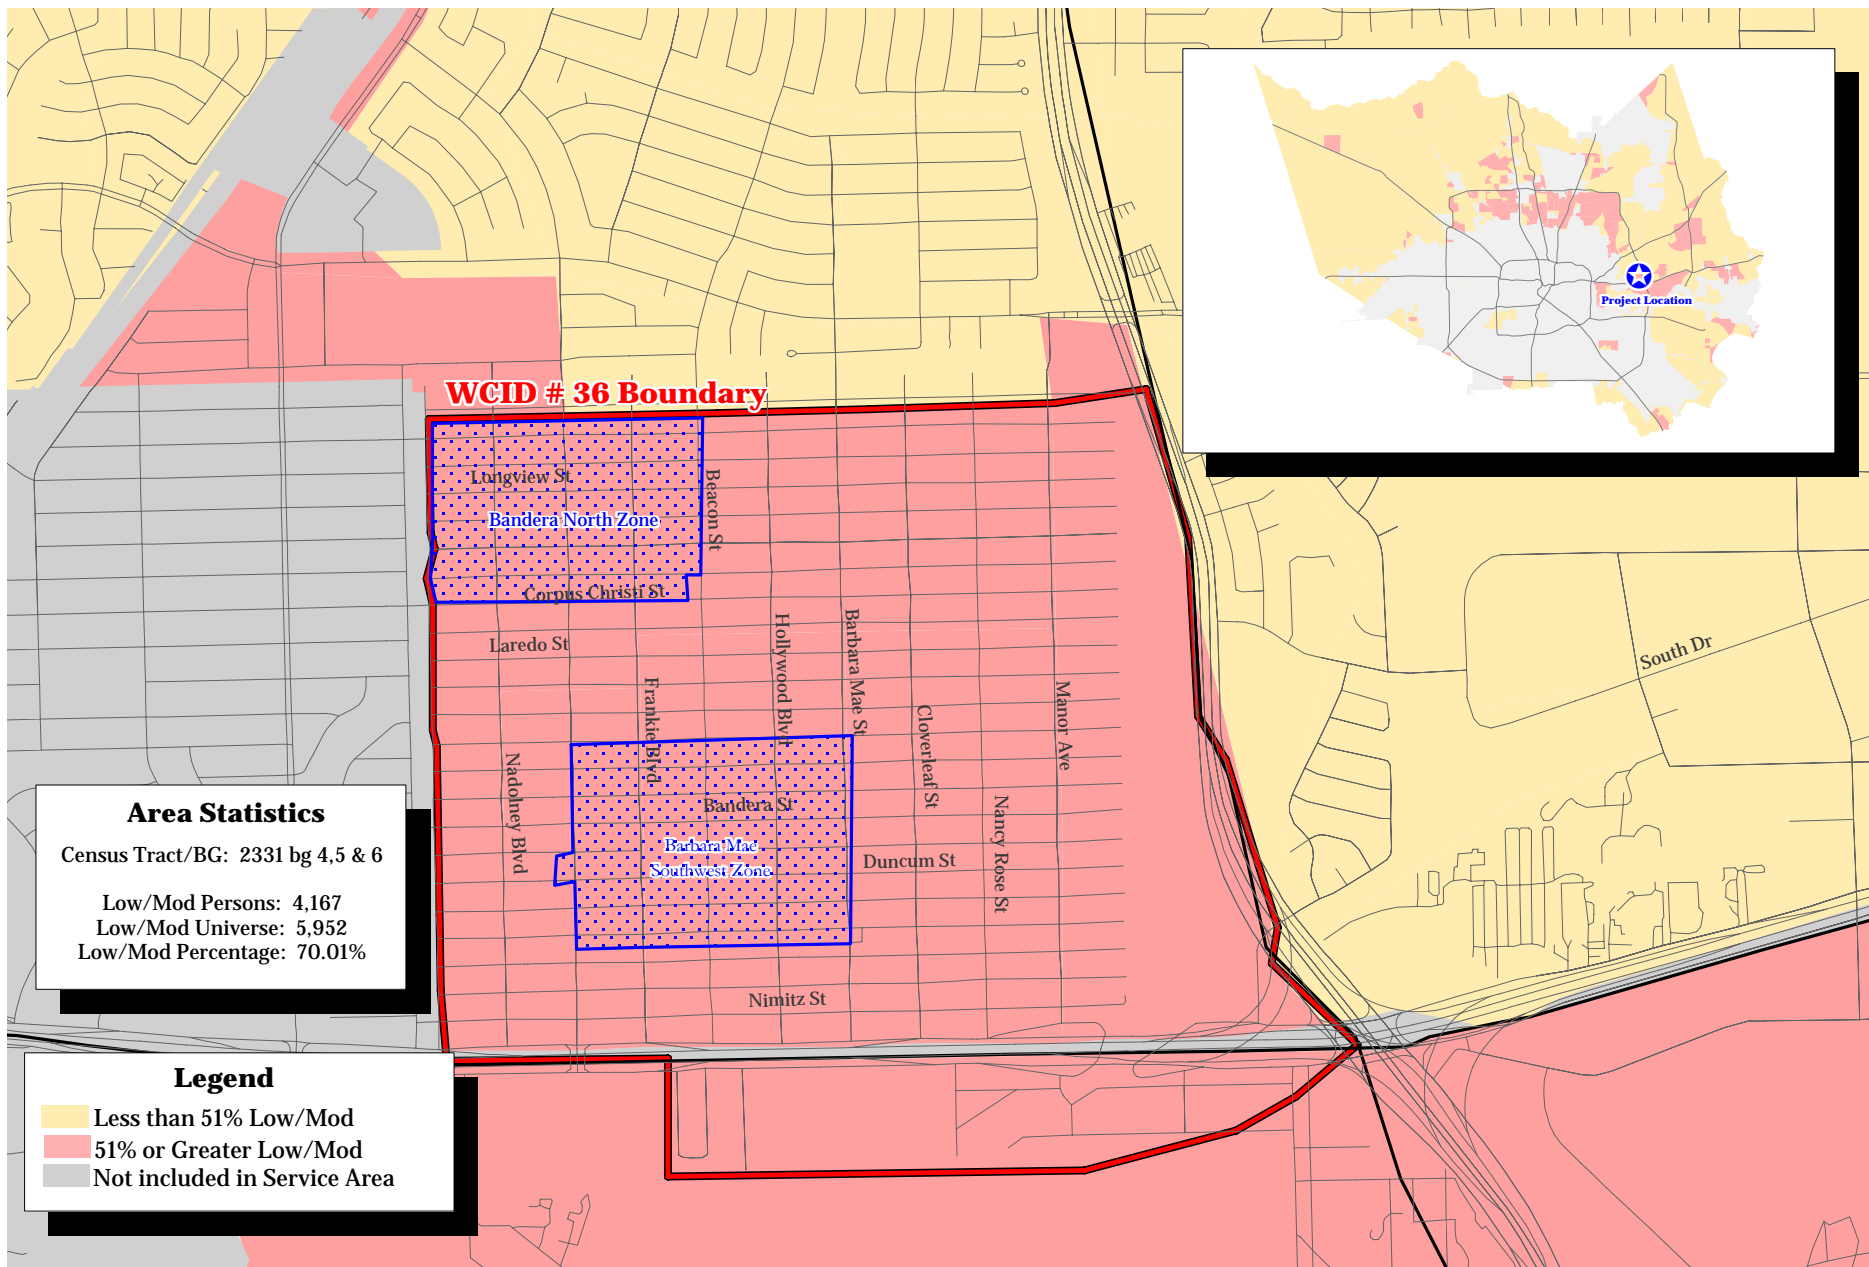 Project Location
WCID # 36 Boundary
Longview St
Beacon St
Bandera North Zone
Corpus Christi St
Laredo St
Hollywood Blvd
Barbara Mae St
South Dr
Frankie Blvd
Manor Ave
Cloverleaf St
Nadolney Blvd
Bandera St
Nancy Rose St
Barbara Mae
Southwest Zone
Duncum St
Nimitz St
Area Statistics
Census Tract/BG: 2331 bg 4,5 & 6
Low/Mod Persons: 4,167
Low/Mod Universe: 5,952
Low/Mod Percentage: 70.01%
Legend
Less than 51% Low/Mod
51% or Greater Low/Mod
Not included in Service Area